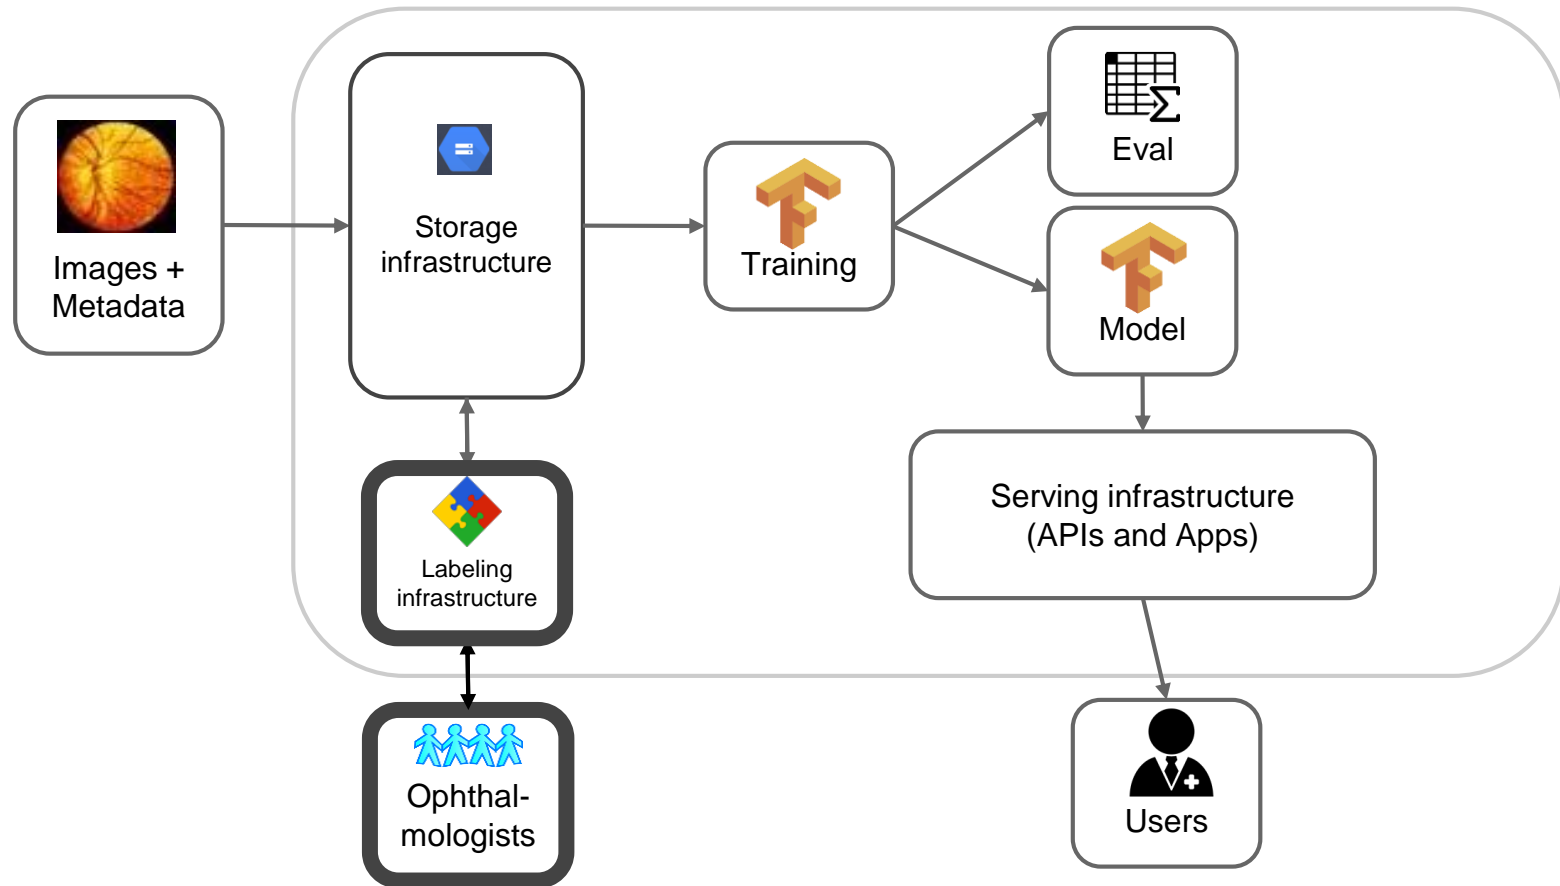 Images +
Metadata
Storage
infrastructure
Training
Eval
Model
Serving infrastructure
(APIs and Apps)
Labeling
infrastructure
Ophthal-
mologists
Users